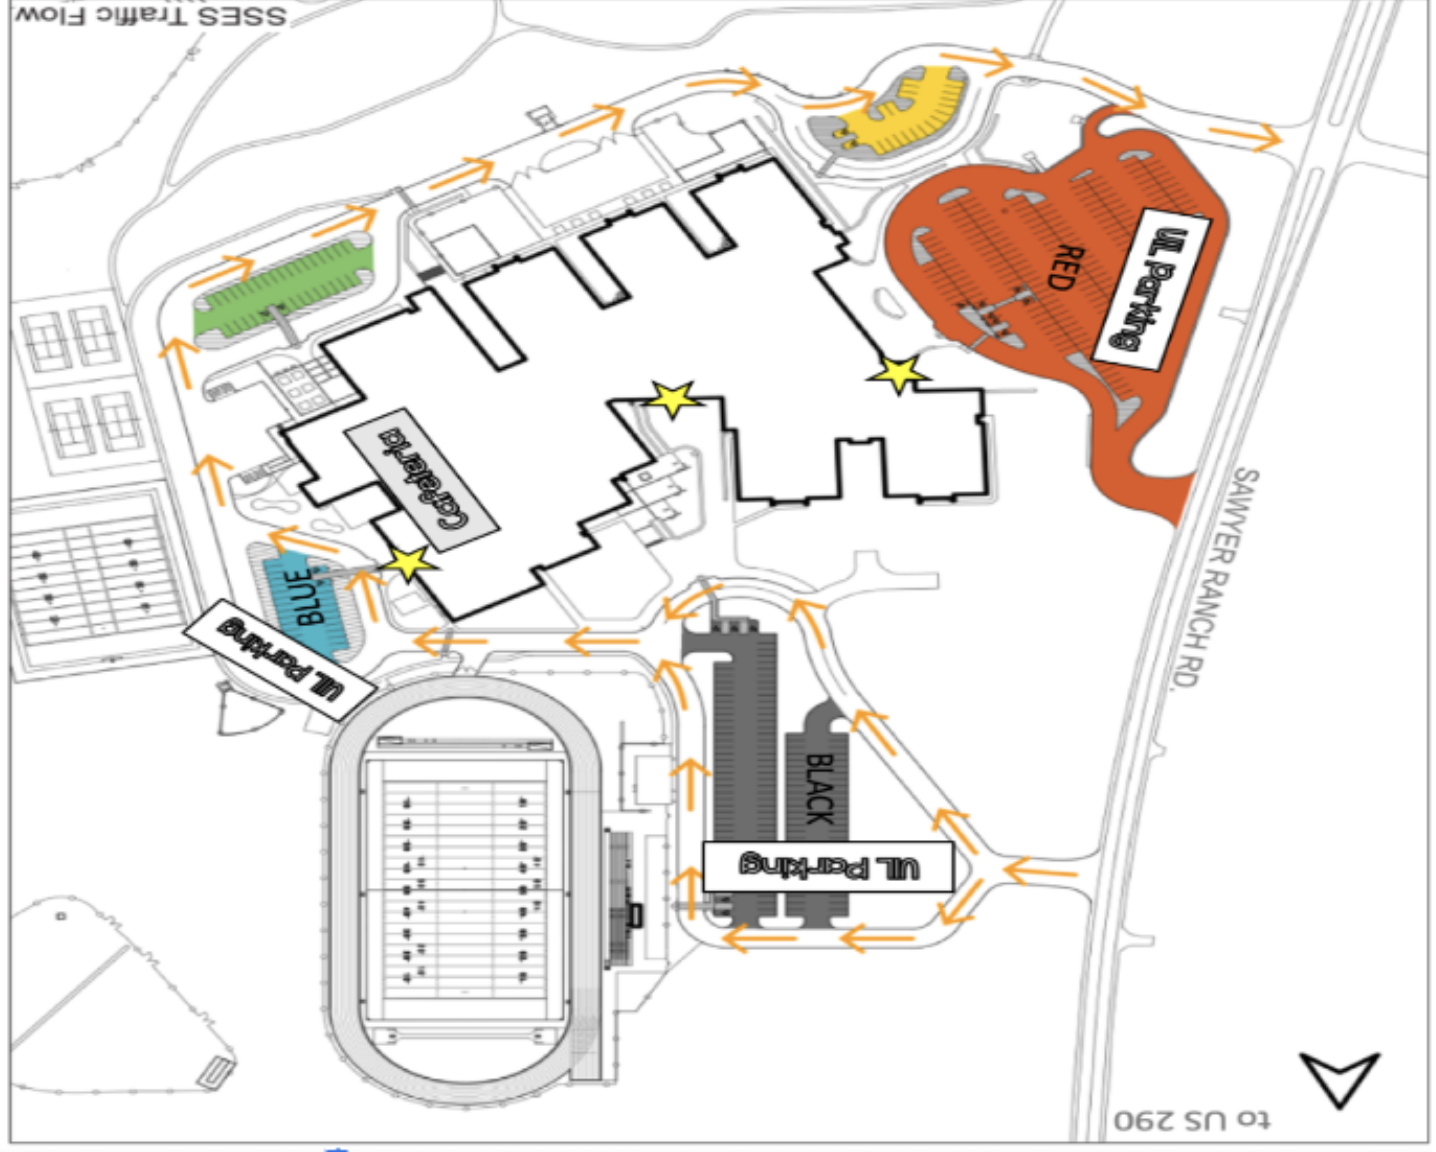 SSES Traffic Flow
RED
UIL Parking
Cafeteria
SAWYER RANCH RD.
BLUE
UIL Parking
BLACK
UIL Parking
to US 290